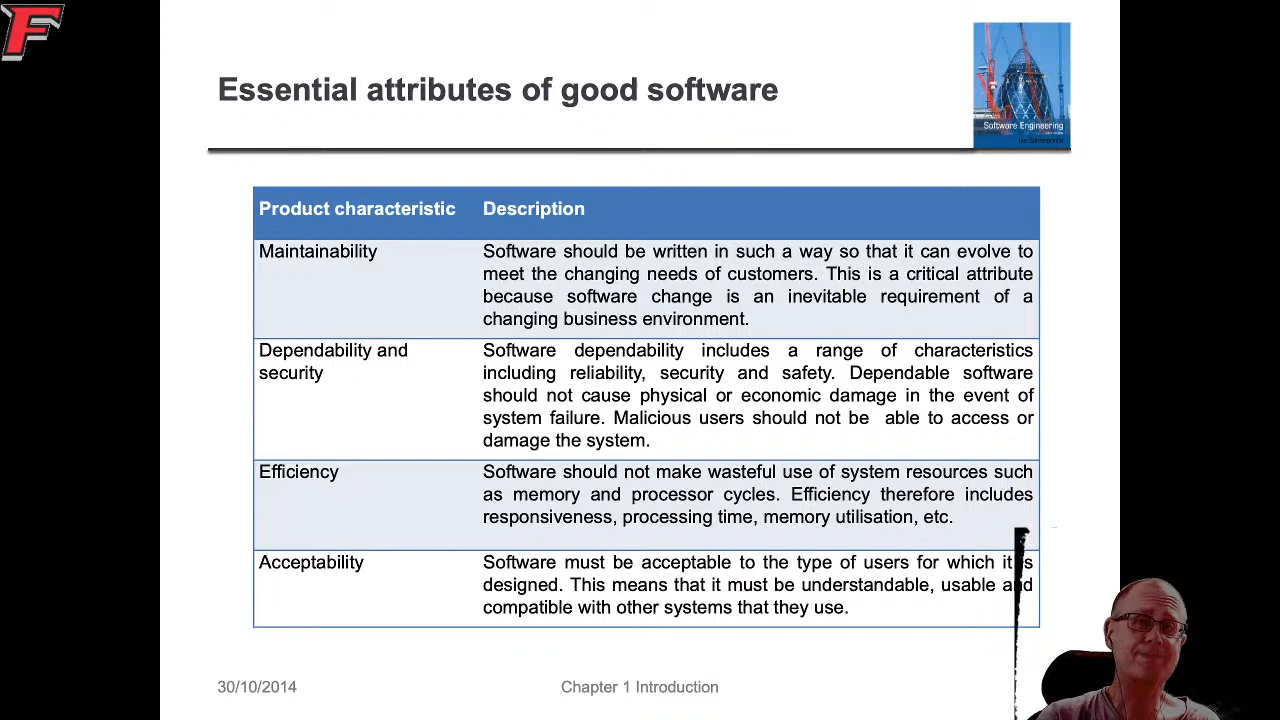 F
Essential attributes of good software
Software Engineering
Ian Sommerville
Product characteristic Description
Maintainability Software should be written in such a way so that it can evolve to
meet the changing needs of customers. This is a critical attribute
because software change is an inevitable requirement of a
changing business environment.
Dependability and Software dependability includes a range of characteristics
security including reliability, security and safety. Dependable software
should not cause physical or economic damage in the event of
system failure. Malicious users should not be able to access or
damage the system.
Efficiency Software should not make wasteful use of system resources such
as memory and processor cycles. Efficiency therefore includes
responsiveness, processing time, memory utilisation, etc.
Acceptability Software must be acceptable to the type of users for which it is
designed. This means that it must be understandable, usable and
compatible with other systems that they use.
30/10/2014 Chapter 1 Introduction